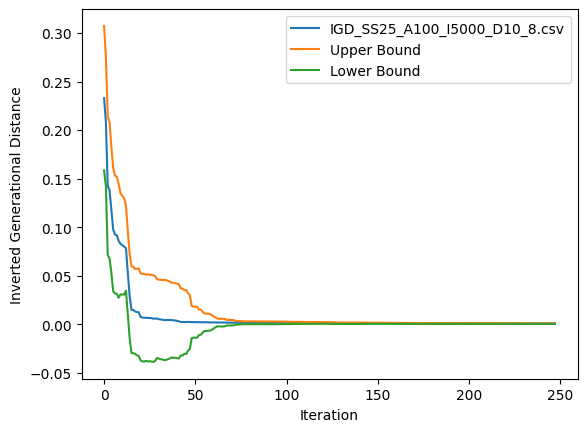 IGD_SS25_A100_I5000_D10_8.csv
Upper Bound
Lower Bound
Inverted Generational Distance
0.30
0.25
0.20
0.15
0.10
0.05
0.00
−0.05
0 50 100 150 200 250
Iteration